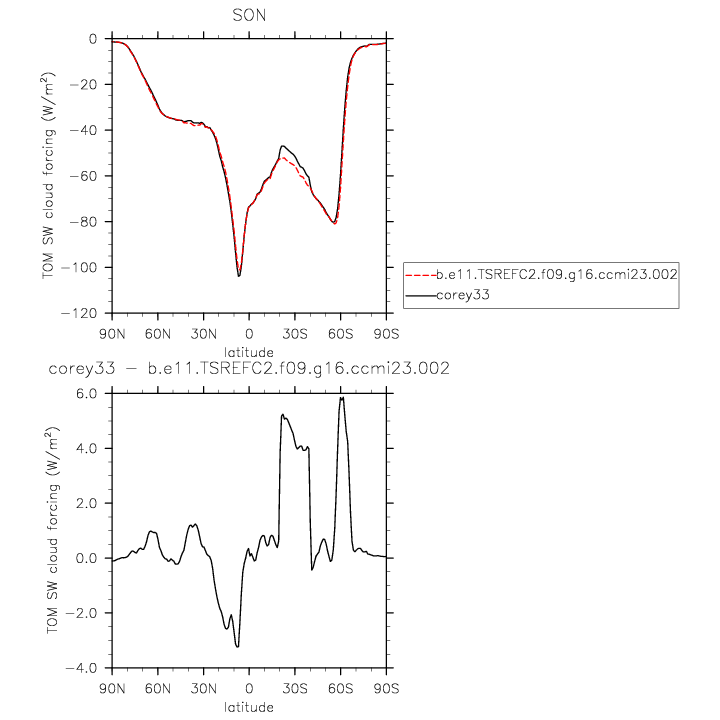 SON
TOM SW cloud forcing (W/m²)
0
−20
−40
−60
−80
−100
−120
90N 60N 30N 0 30S 60S 90S
latitude
b.e11.TSREFC2.f09.g16.ccmi23.002
corey33
corey33 − b.e11.TSREFC2.f09.g16.ccmi23.002
TOM SW cloud forcing (W/m²)
6.0
4.0
2.0
0.0
−2.0
−4.0
90N 60N 30N 0 30S 60S 90S
latitude